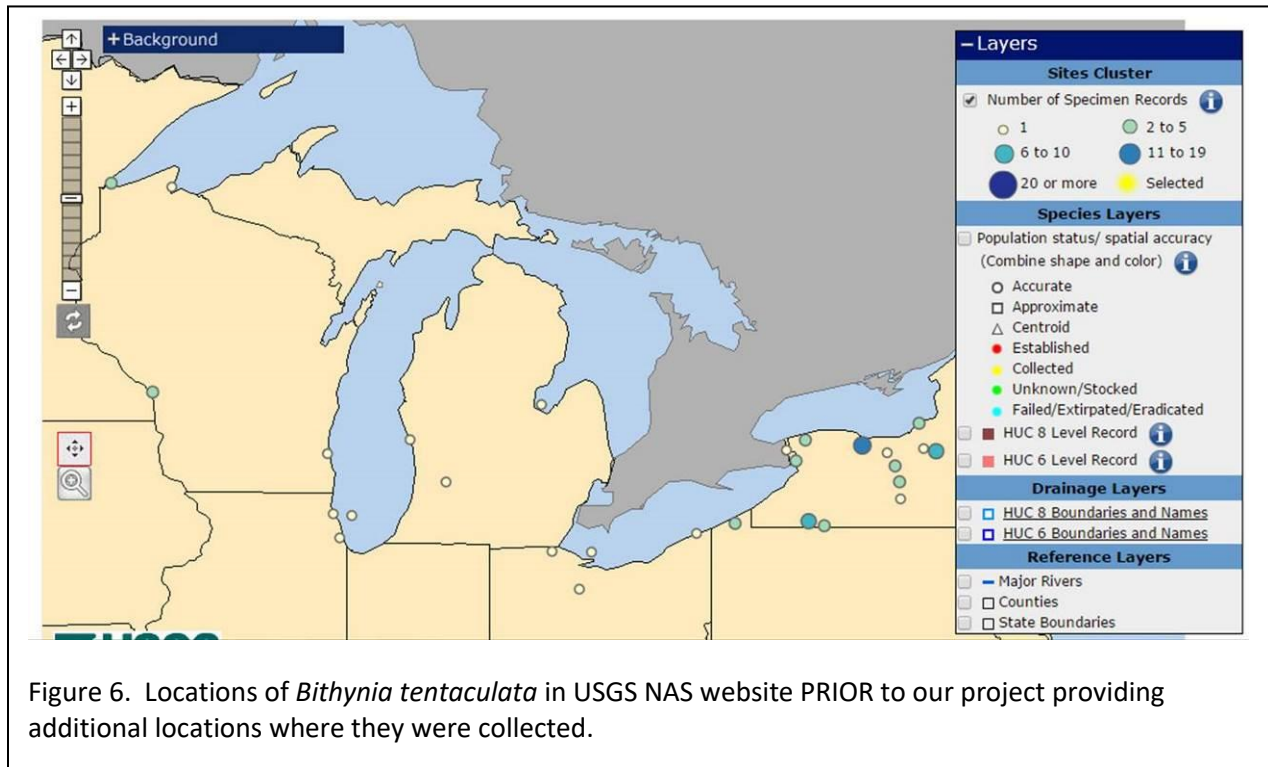 +Background
−Layers
Sites Cluster
Number of Specimen Records
1
2 to 5
6 to 10
11 to 19
20 or more
Selected
Species Layers
Population status/ spatial accuracy
(Combine shape and color)
Accurate
Approximate
Centroid
Established
Collected
Unknown/Stocked
Failed/Extirpated/Eradicated
HUC 8 Level Record
HUC 6 Level Record
Drainage Layers
HUC 8 Boundaries and Names
HUC 6 Boundaries and Names
Reference Layers
Major Rivers
Counties
State Boundaries
Figure 6.  Locations of Bithynia tentaculata in USGS NAS website PRIOR to our project providing
additional locations where they were collected.